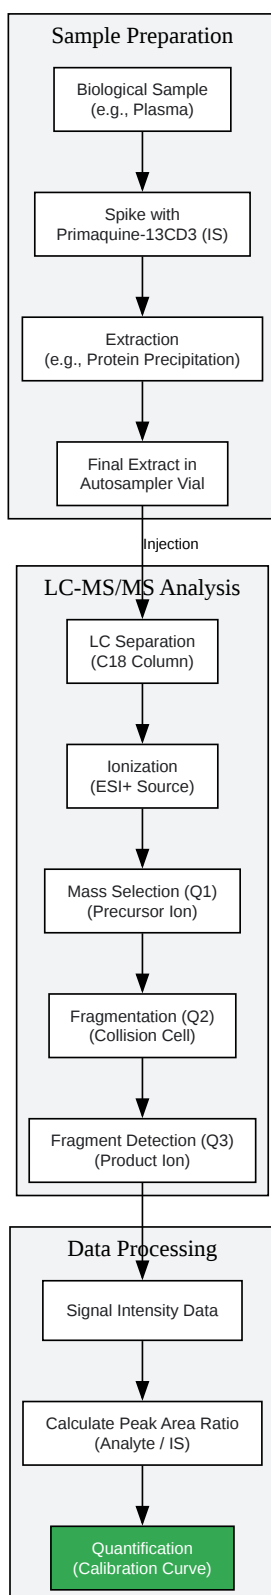 Sample Preparation
Biological Sample
(e.g., Plasma)
Spike with
Primaquine-13CD3 (IS)
Extraction
(e.g., Protein Precipitation)
Final Extract in
Autosampler Vial
Injection
LC-MS/MS Analysis
LC Separation
(C18 Column)
Ionization
(ESI+ Source)
Mass Selection (Q1)
(Precursor Ion)
Fragmentation (Q2)
(Collision Cell)
Fragment Detection (Q3)
(Product Ion)
Data Processing
Signal Intensity Data
Calculate Peak Area Ratio
(Analyte / IS)
Quantification
(Calibration Curve)